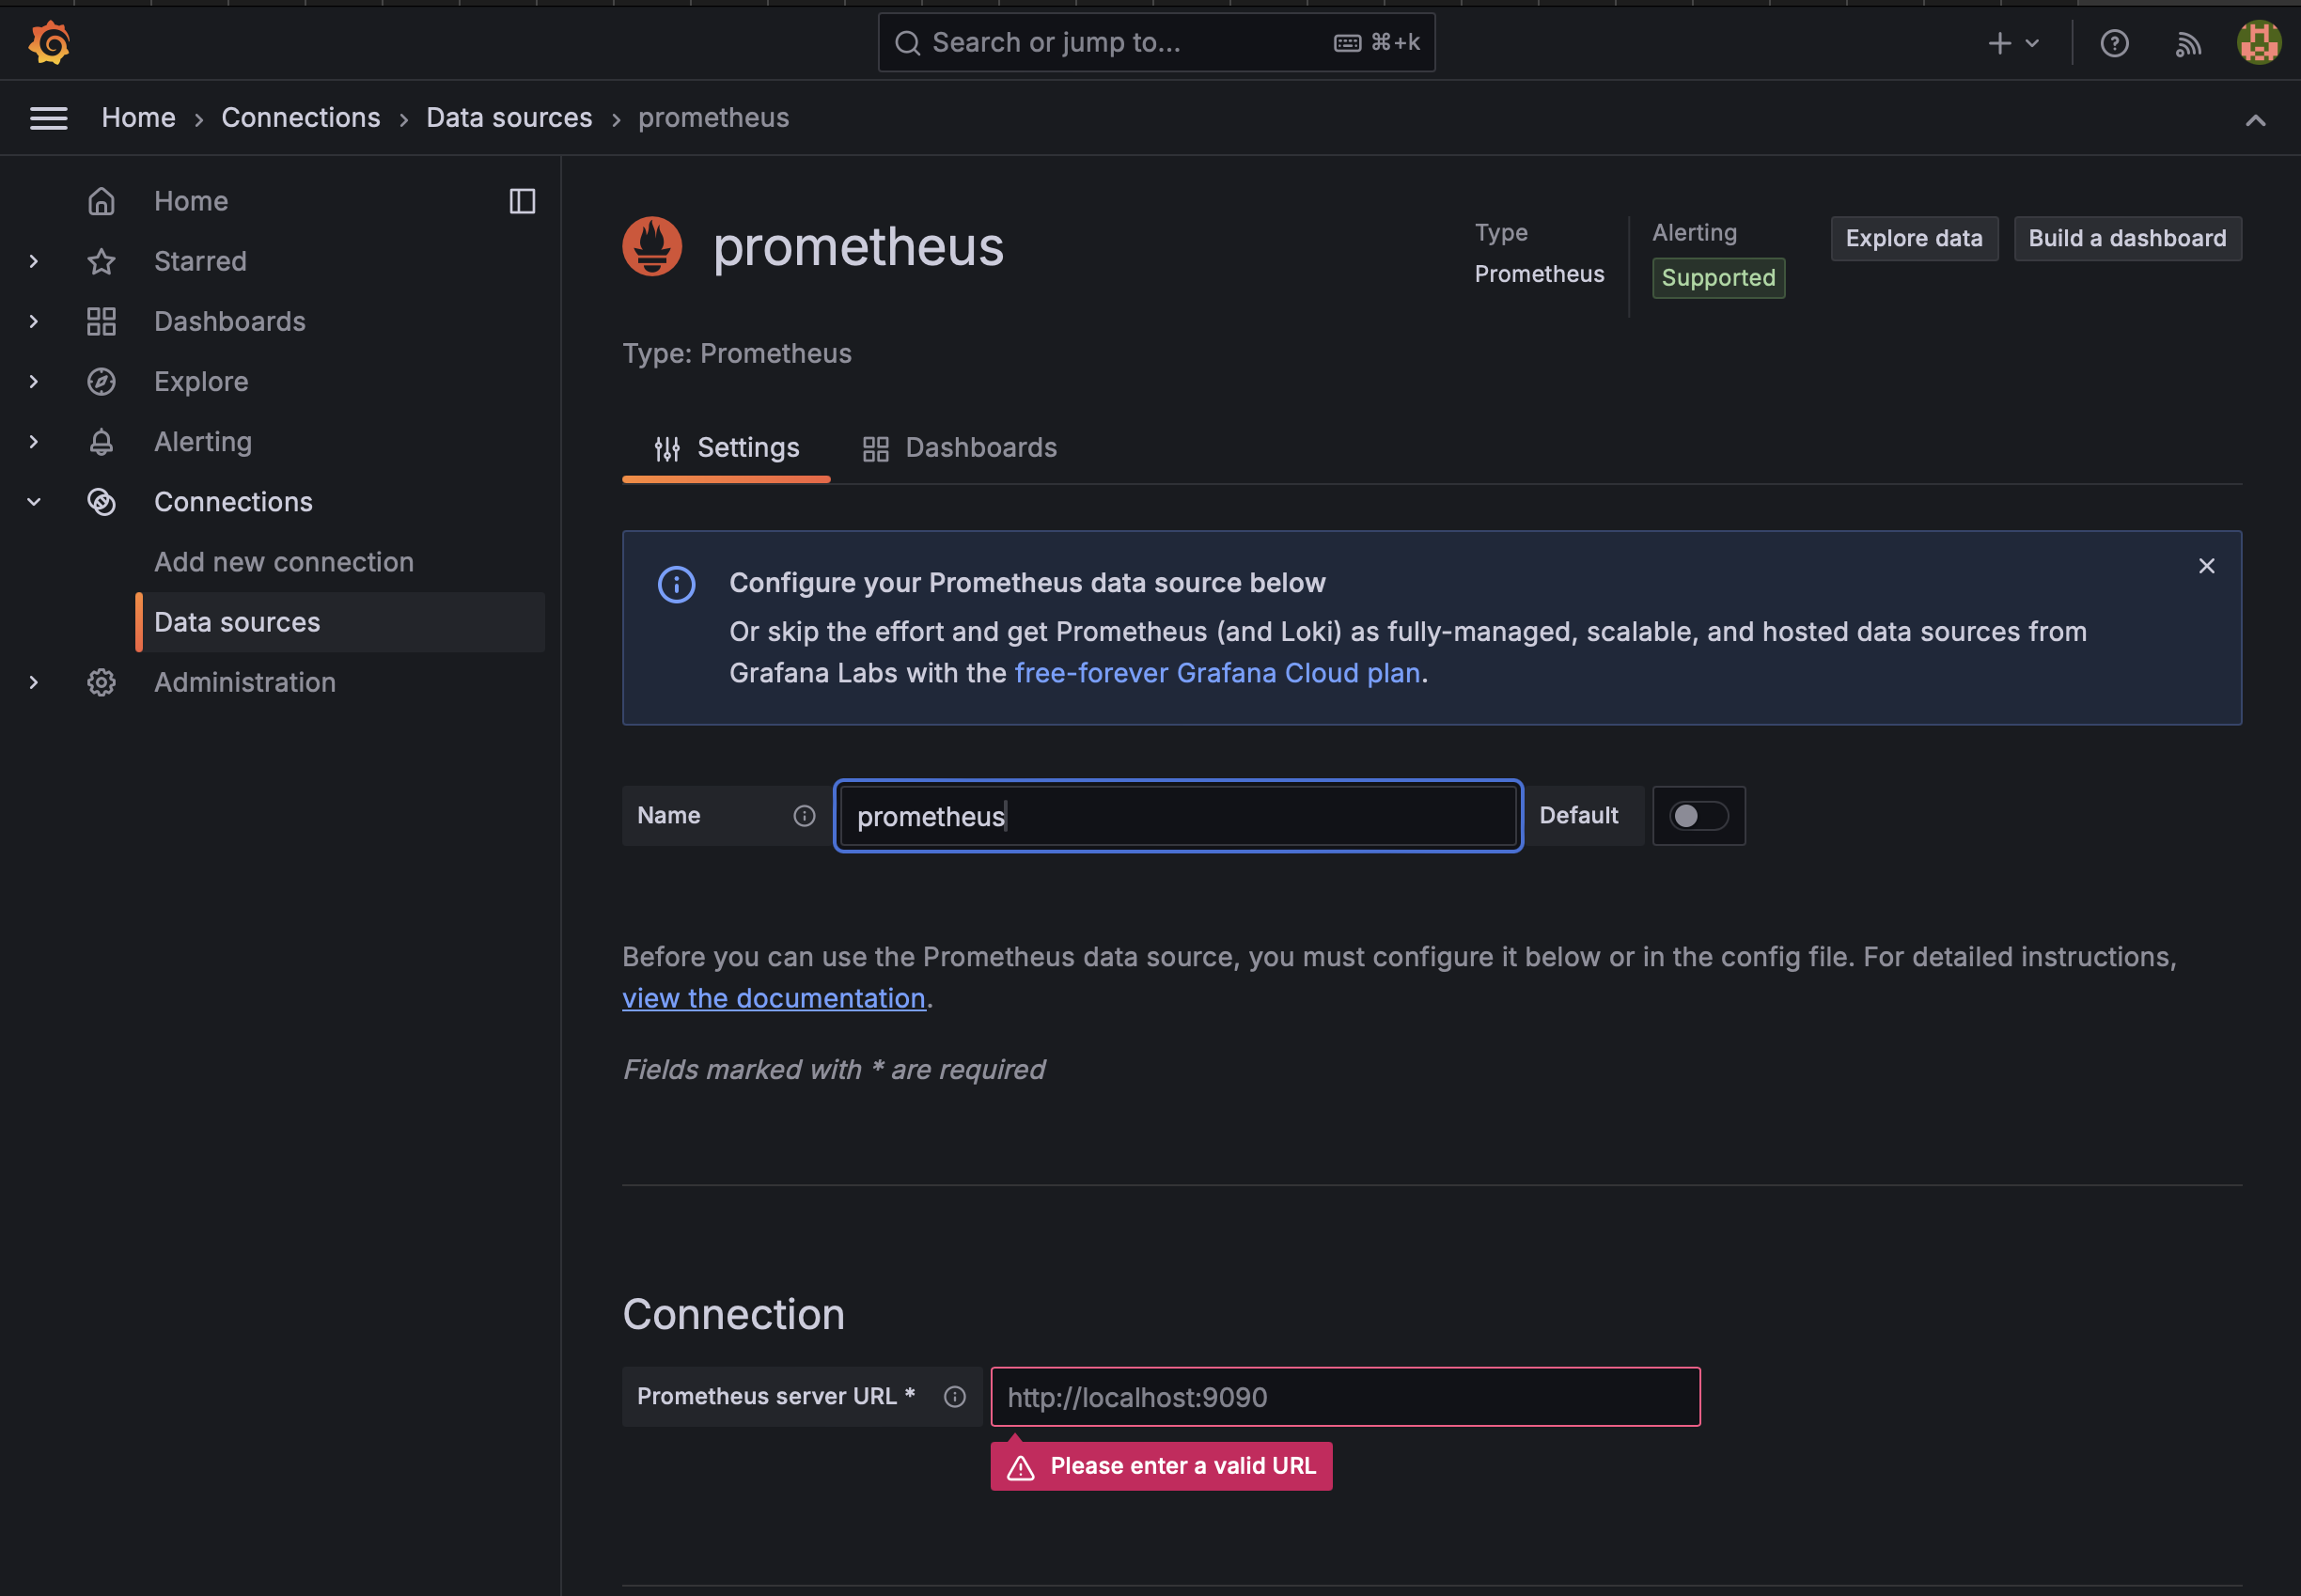 Search or jump to... ⌘+k
Home › Connections › Data sources › prometheus
Home
Starred
Dashboards
Explore
Alerting
Connections
Add new connection
Data sources
Administration
prometheus
Type
Prometheus
Alerting
Supported
Explore data
Build a dashboard
Type: Prometheus
Settings
Dashboards
Configure your Prometheus data source below
Or skip the effort and get Prometheus (and Loki) as fully-managed, scalable, and hosted data sources from
Grafana Labs with the free-forever Grafana Cloud plan.
Name prometheus Default
Before you can use the Prometheus data source, you must configure it below or in the config file. For detailed instructions,
view the documentation.
Fields marked with * are required
Connection
Prometheus server URL * http://localhost:9090
Please enter a valid URL